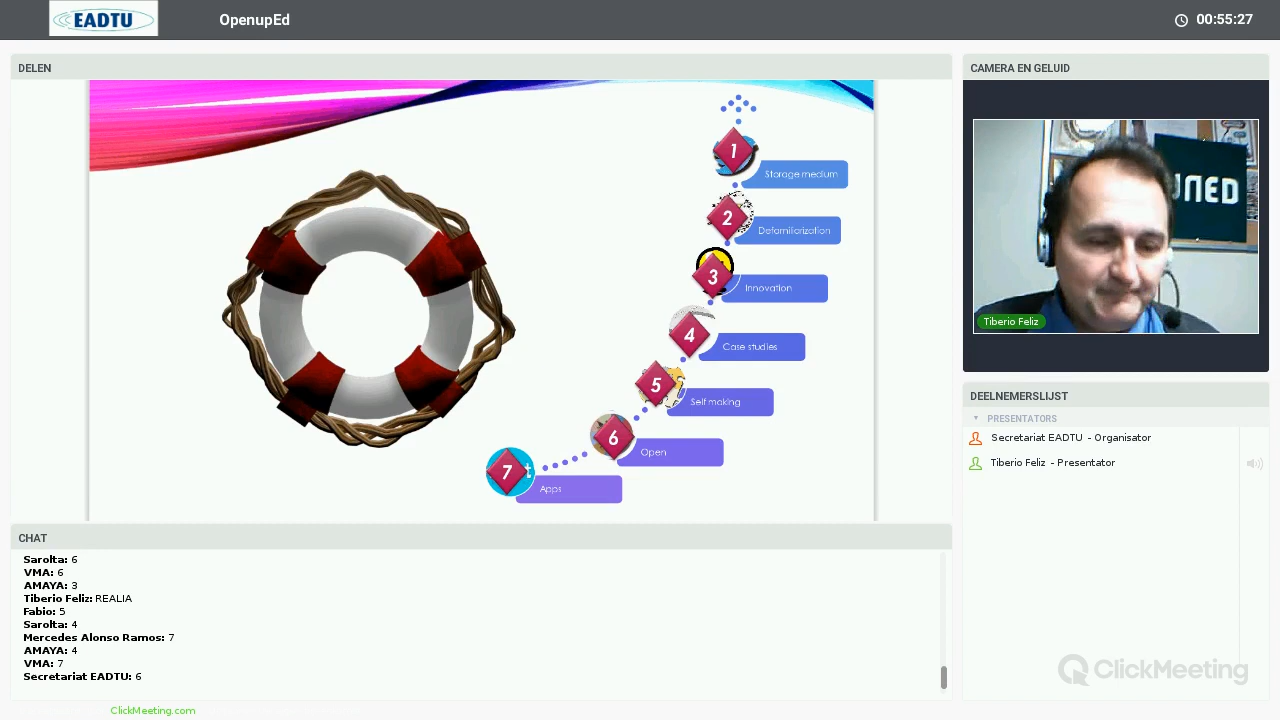 EADTU
OpenupEd
00:55:27
DELEN
1
Storage medium
2
Defamiliarization
3
Innovation
4
Case studies
5
Self making
6
Open
7
Apps
CAMERA EN GELUID
UNED
Tiberio Feliz
DEELNEMERSLIJST
PRESENTATORS
Secretariat EADTU - Organisator
Tiberio Feliz - Presentator
CHAT
Sarolta: 6
VMA: 6
AMAYA: 3
Tiberio Feliz: REALIA
Fabio: 5
Sarolta: 4
Mercedes Alonso Ramos: 7
AMAYA: 4
VMA: 7
Secretariat EADTU: 6
ClickMeeting
ClickMeeting.com